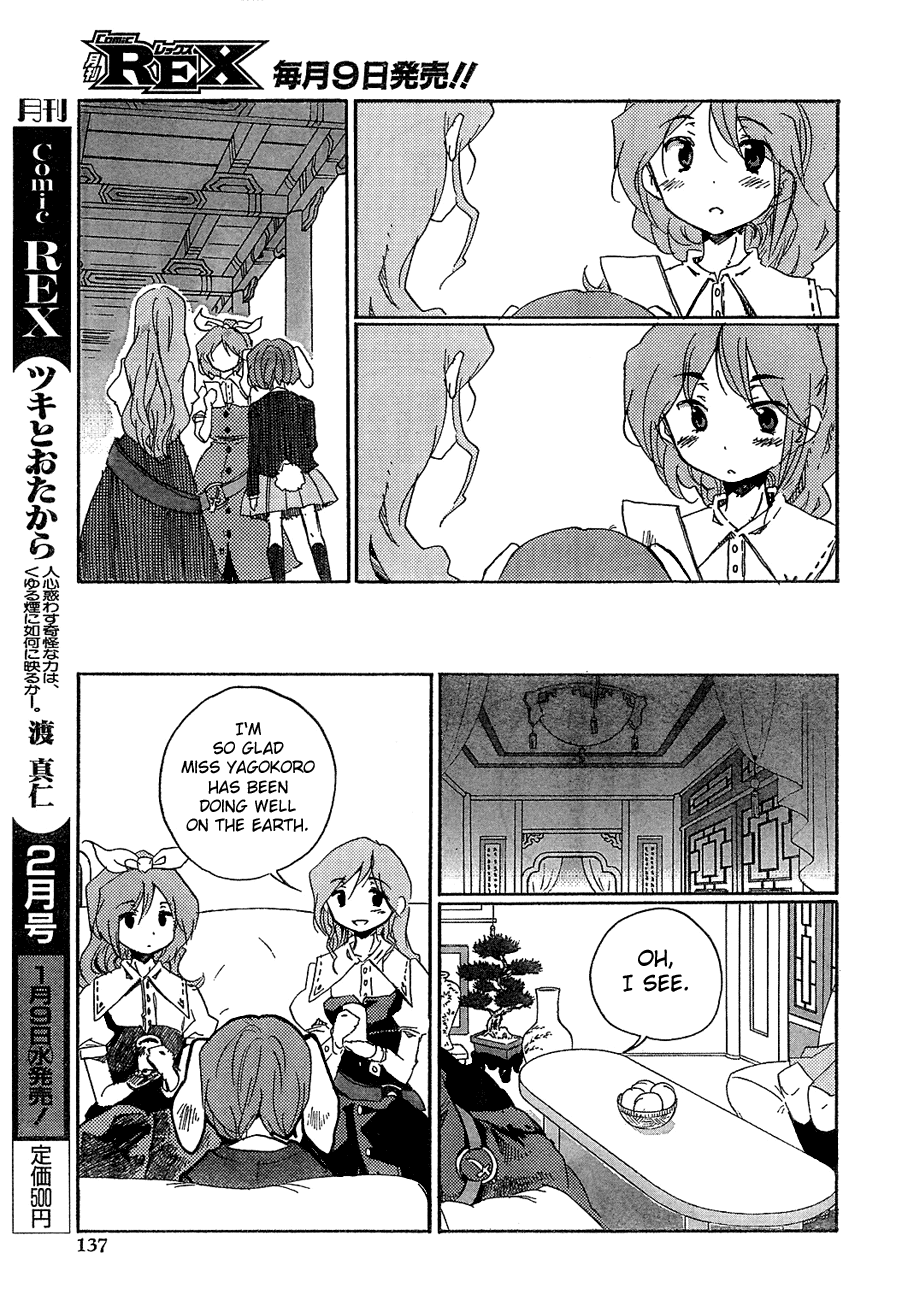 Comic
月刊 REX レックス
毎月9日発売!!
月刊
Comic REX
ツキとおたから
人心惑わす奇怪な力は、
くゆる煙に如何に映るかー。
渡 真仁
2月号
1月9日水発売!
定価500円
OH,
I SEE.
I'M
SO GLAD
MISS YAGOKORO
HAS BEEN
DOING WELL
ON THE EARTH.
137